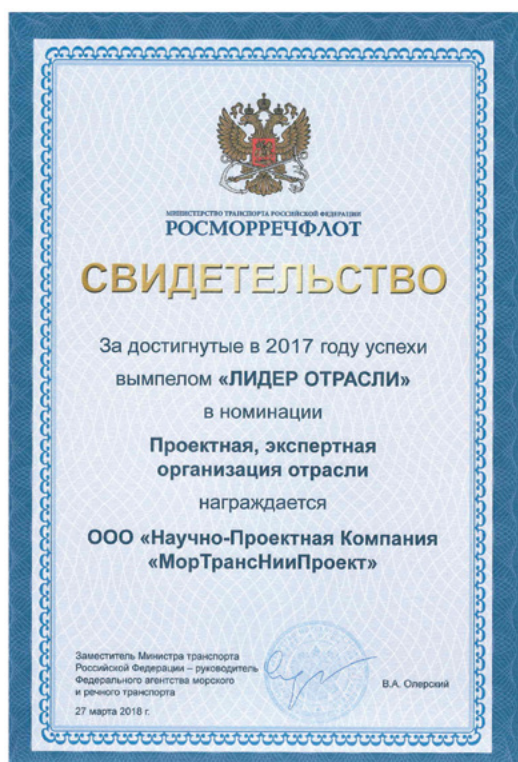 МИНИСТЕРСТВО ТРАНСПОРТА РОССИЙСКОЙ ФЕДЕРАЦИИ
РОСМОРРЕЧФЛОТ
СВИДЕТЕЛЬСТВО
За достигнутые в 2017 году успехи
вымпелом «ЛИДЕР ОТРАСЛИ»
в номинации
Проектная, экспертная
организация отрасли
награждается
ООО «Научно-Проектная Компания
«МорТрансНииПроект»
Заместитель Министра транспорта
Российской Федерации – руководитель
Федерального агентства морского
и речного транспорта
В.А. Олерский
27 марта 2018 г.